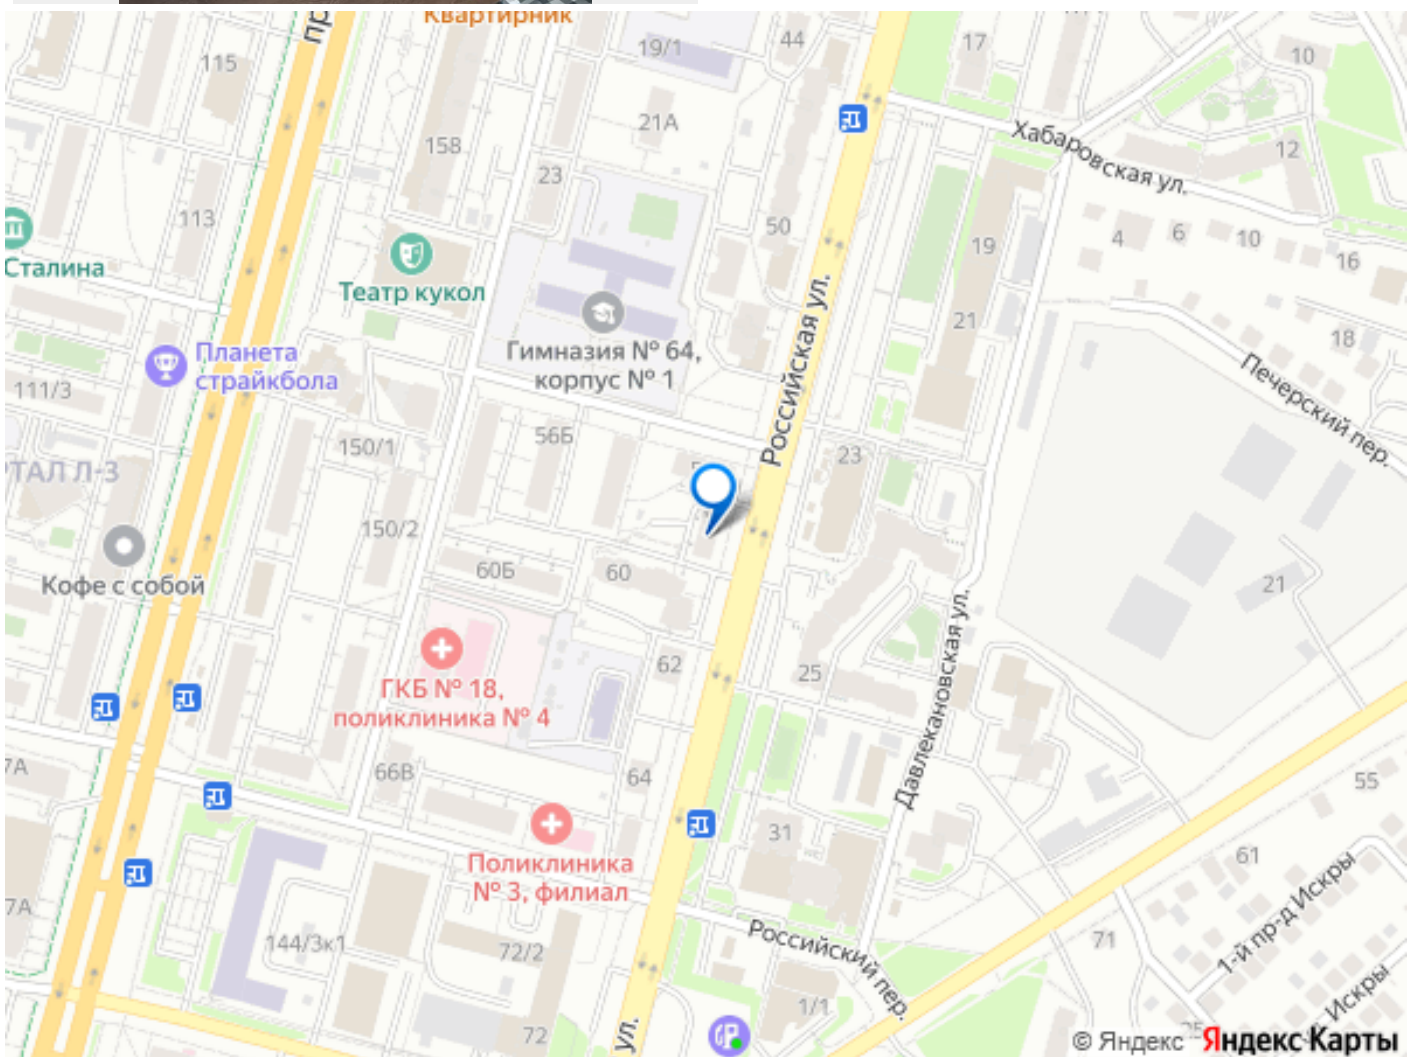 Квартирник
пр
115
19/1
44
17
10
21А
158
Хабаровская ул.
12
23
113
50
19
4
6
10
16
Сталина
Театр кукол
Российская ул.
21
18
Гимназия № 64,
корпус № 1
Планета
страйкбола
111/3
Печерский пер.
56Б
150/1
23
ТАЛ Л-3
150/2
60Б
60
21
Кофе с собой
62
25
Давлекановская ул.
ГКБ № 18,
поликлиника № 4
7А
66В
64
55
31
61
Поликлиника
№ 3, филиал
7А
144/3к1
72/2
Российский пер.
71
1-й пр-д Искры
1/1
72
ул.
Искры
© Яндекс Яндекс Карты